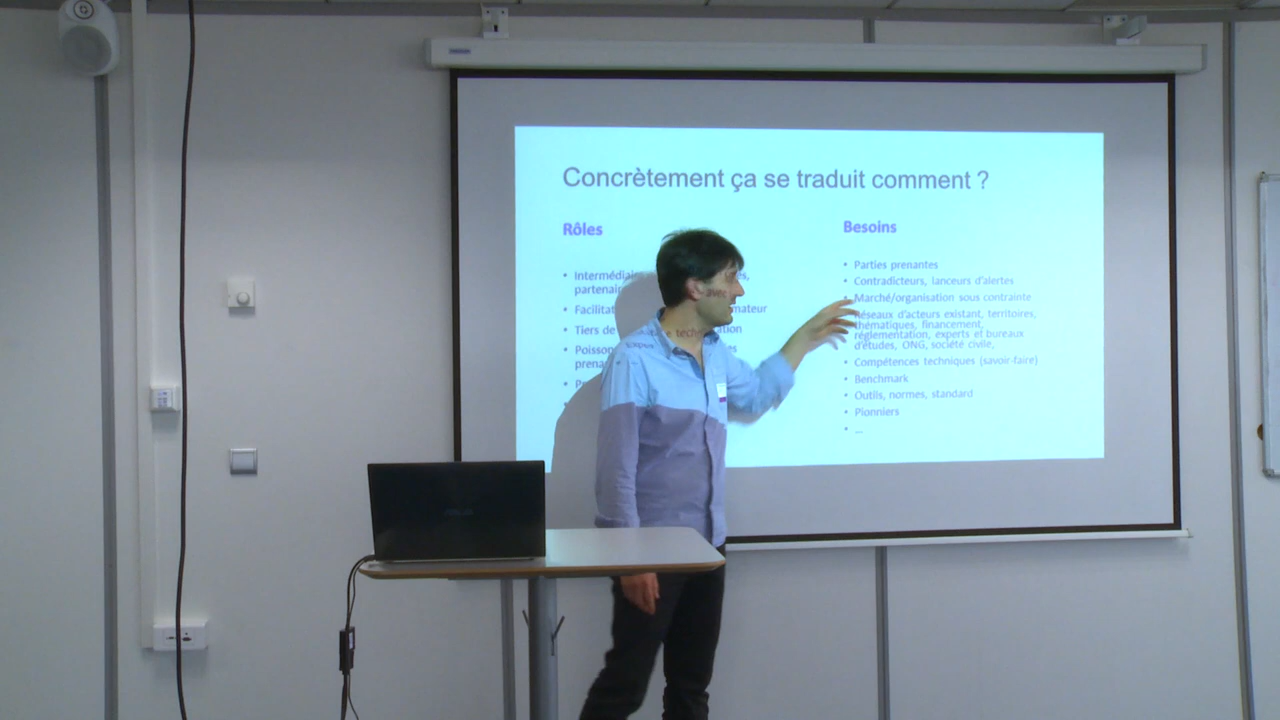 Concrètement ça se traduit comment ?
Rôles
• Intermédiai
partenai
• Facilitat mateur
• Tiers de techn ation
• Poisson
prena
Besoins
• Parties prenantes
• Contradicteurs, lanceurs d'alertes
• Marché/organisation sous contrainte
Réseaux d'acteurs existant, territoires,
thématiques, financement,
réglementation, experts et bureaux
d'études, ONG, société civile,
• Compétences techniques (savoir-faire)
• Benchmark
• Outils, normes, standard
• Pionniers
• ...